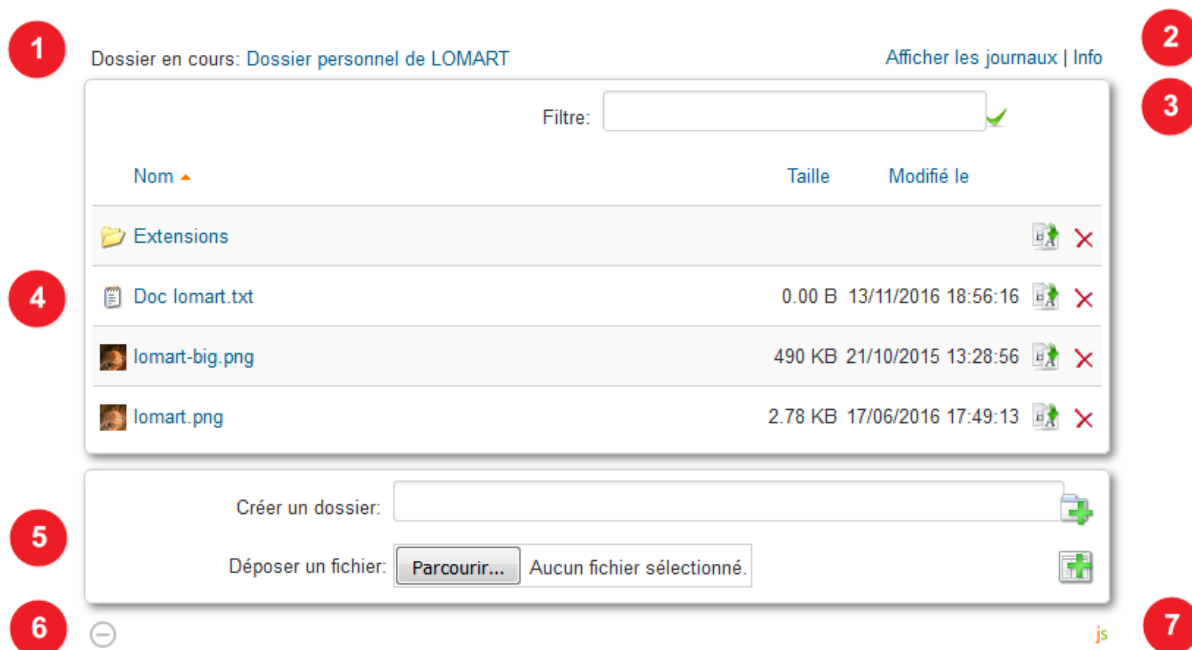 1
2
Dossier en cours: Dossier personnel de LOMART
Afficher les journaux | Info
3
Filtre:
Nom Taille Modifié le
Extensions
4
Doc lomart.txt 0.00 B 13/11/2016 18:56:16
lomart-big.png 490 KB 21/10/2015 13:28:56
lomart.png 2.78 KB 17/06/2016 17:49:13
Créer un dossier:
5
Déposer un fichier: Parcourir... Aucun fichier sélectionné.
6
js
7